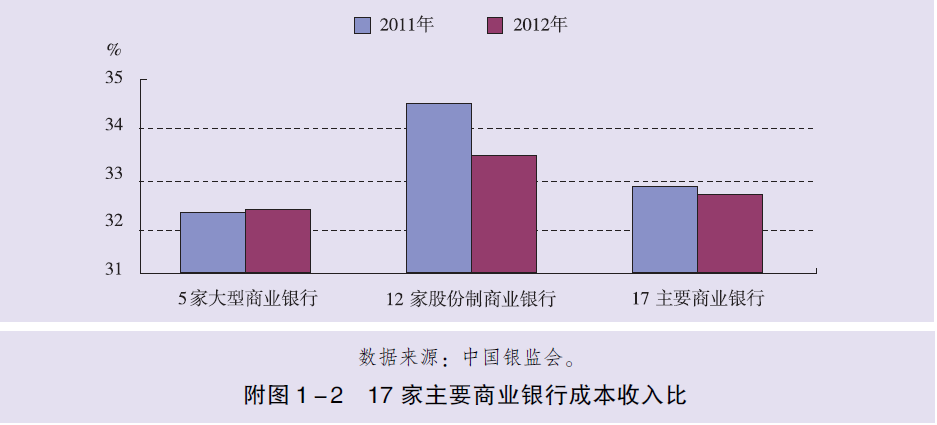 2011年 2012年
%
35
34
33
32
31
5家大型商业银行 12 家股份制商业银行 17 主要商业银行
数据来源：中国银监会。
附图1-2 17 家主要商业银行成本收入比